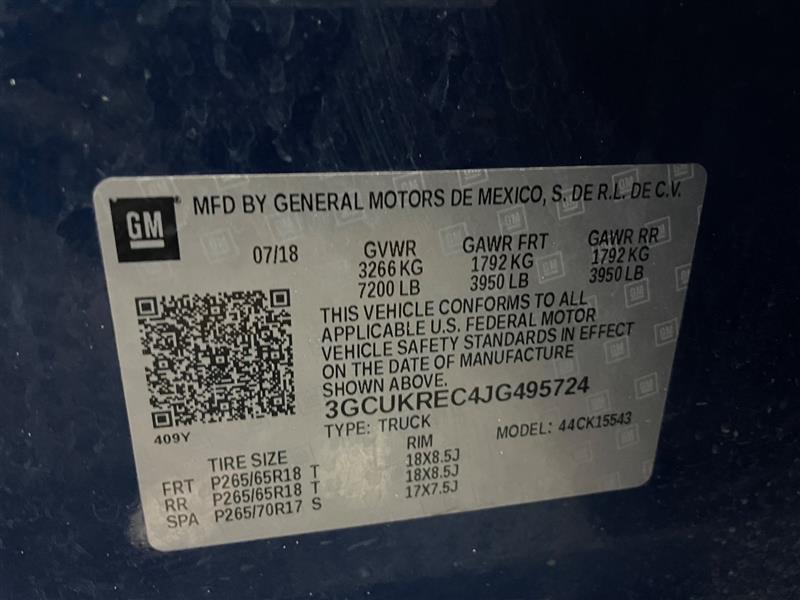 GM
MFD BY GENERAL MOTORS DE MEXICO, S. DE R.L. DE C.V.
07/18
GVWR GAWR FRT GAWR RR
3266 KG 1792 KG 1792 KG
7200 LB 3950 LB 3950 LB
THIS VEHICLE CONFORMS TO ALL
APPLICABLE U.S. FEDERAL MOTOR
VEHICLE SAFETY STANDARDS IN EFFECT
ON THE DATE OF MANUFACTURE
SHOWN ABOVE.
3GCUKREC4JG495724
409Y
TYPE: TRUCK MODEL: 44CK15543
TIRE SIZE RIM
FRT P265/65R18 T 18X8.5J
RR P265/65R18 T 18X8.5J
SPA P265/70R17 S 17X7.5J